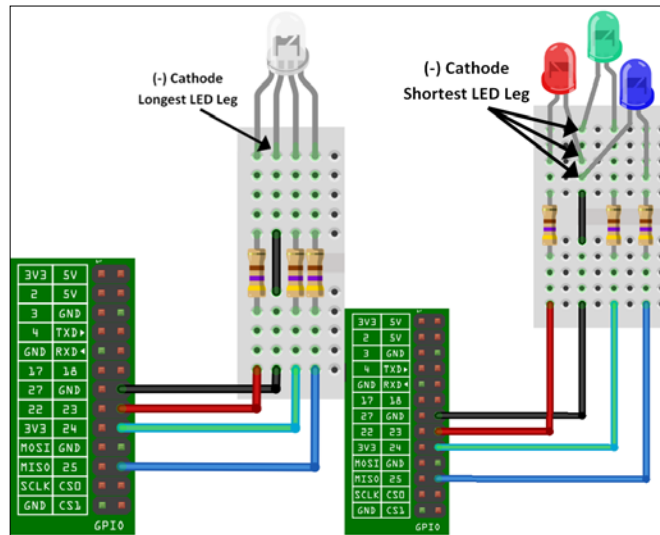 (-) Cathode
Longest LED Leg
(-) Cathode
Shortest LED Leg
3V3 5V
2 5V
3 GND
4 TXD▸
GND RXD◂
17 18
27 GND
22 23
3V3 24
MOSI GND
MISO 25
SCLK CS0
GND CS1
GPIO
3V3 5V
2 5V
3 GND
4 TXD▸
GND RXD◂
17 18
27 GND
22 23
3V3 24
MOSI GND
MISO 25
SCLK CS0
GND CS1
GPIO